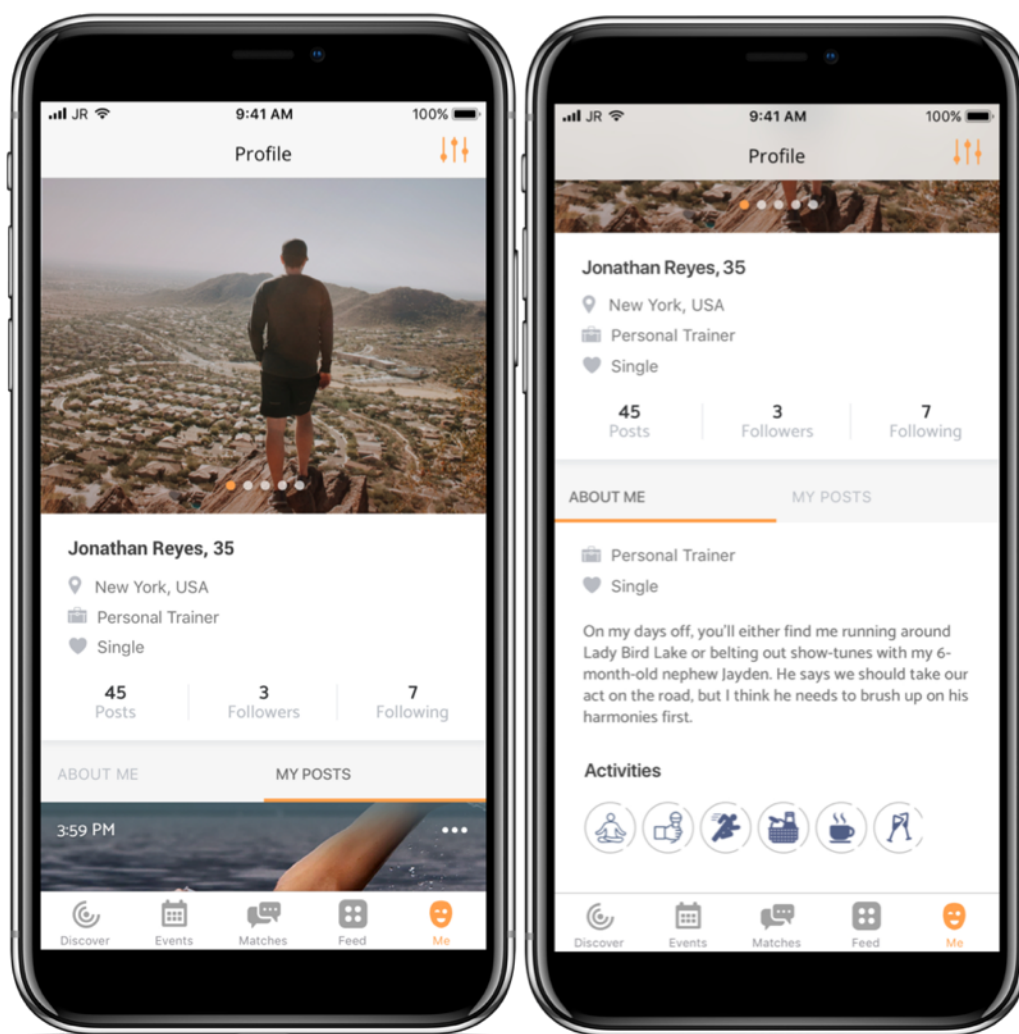 JR
9:41 AM
100%
Profile
Jonathan Reyes, 35
New York, USA
Personal Trainer
Single
45
3
7
Posts
Followers
Following
ABOUT ME
MY POSTS
3:59 PM
Discover
Events
Matches
Feed
Me
JR
9:41 AM
100%
Profile
Jonathan Reyes, 35
New York, USA
Personal Trainer
Single
45
3
7
Posts
Followers
Following
ABOUT ME
MY POSTS
Personal Trainer
Single
On my days off, you'll either find me running around
Lady Bird Lake or belting out show-tunes with my 6-
month-old nephew Jayden. He says we should take our
act on the road, but I think he needs to brush up on his
harmonies first.
Activities
Discover
Events
Matches
Feed
Me